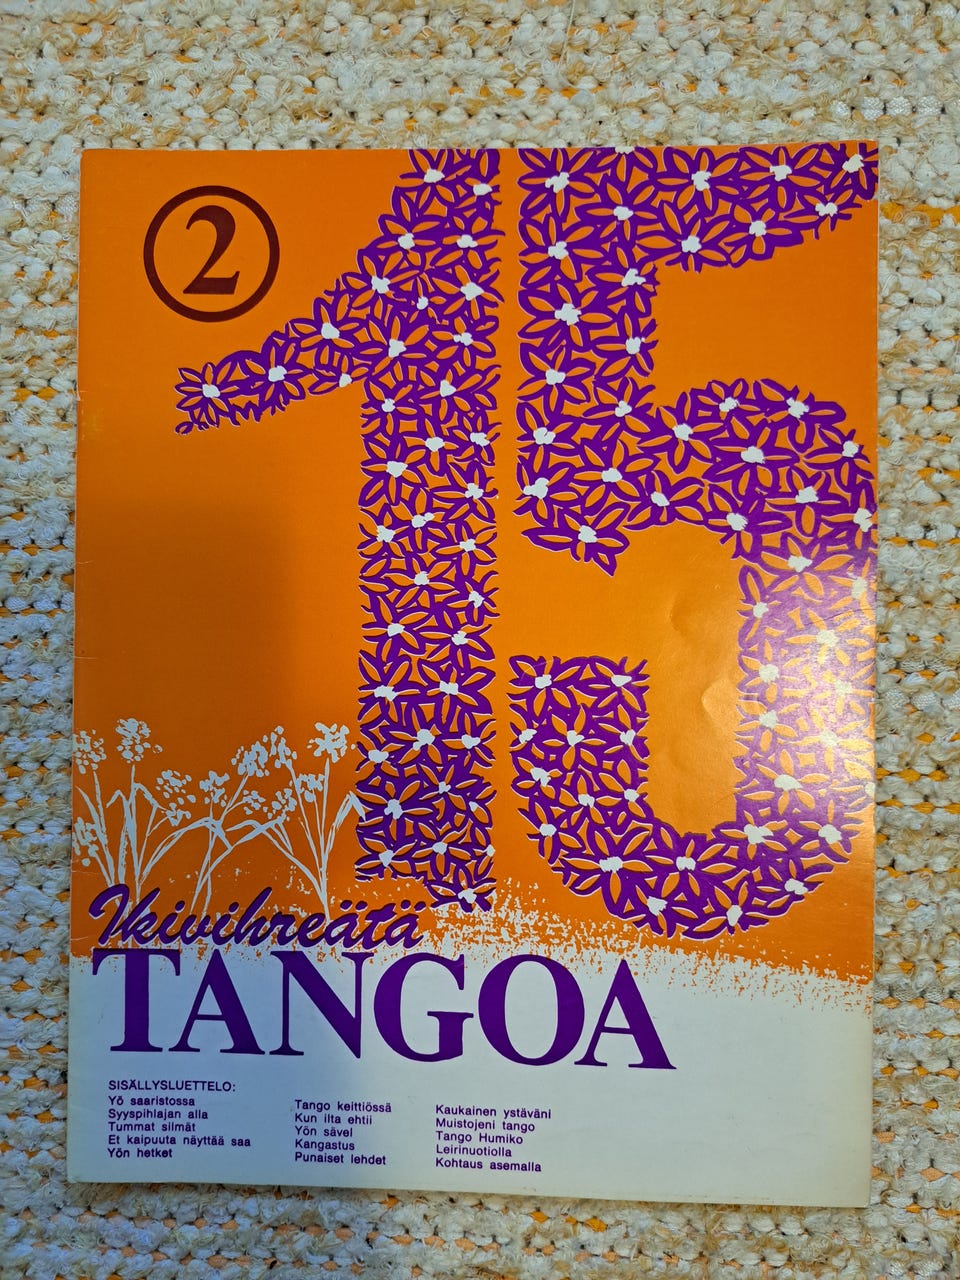 2
15
Ikivihreätä
TANGOA
SISÄLLYSLUETTELO:
Yö saaristossa
Syyspihlajan alla
Tummat silmät
Et kaipuuta näyttää saa
Yön hetket
Tango keittiössä
Kun ilta ehtii
Yön sävel
Kangastus
Punaiset lehdet
Kaukainen ystäväni
Muistojeni tango
Tango Humiko
Leirinuotiolla
Kohtaus asemalla